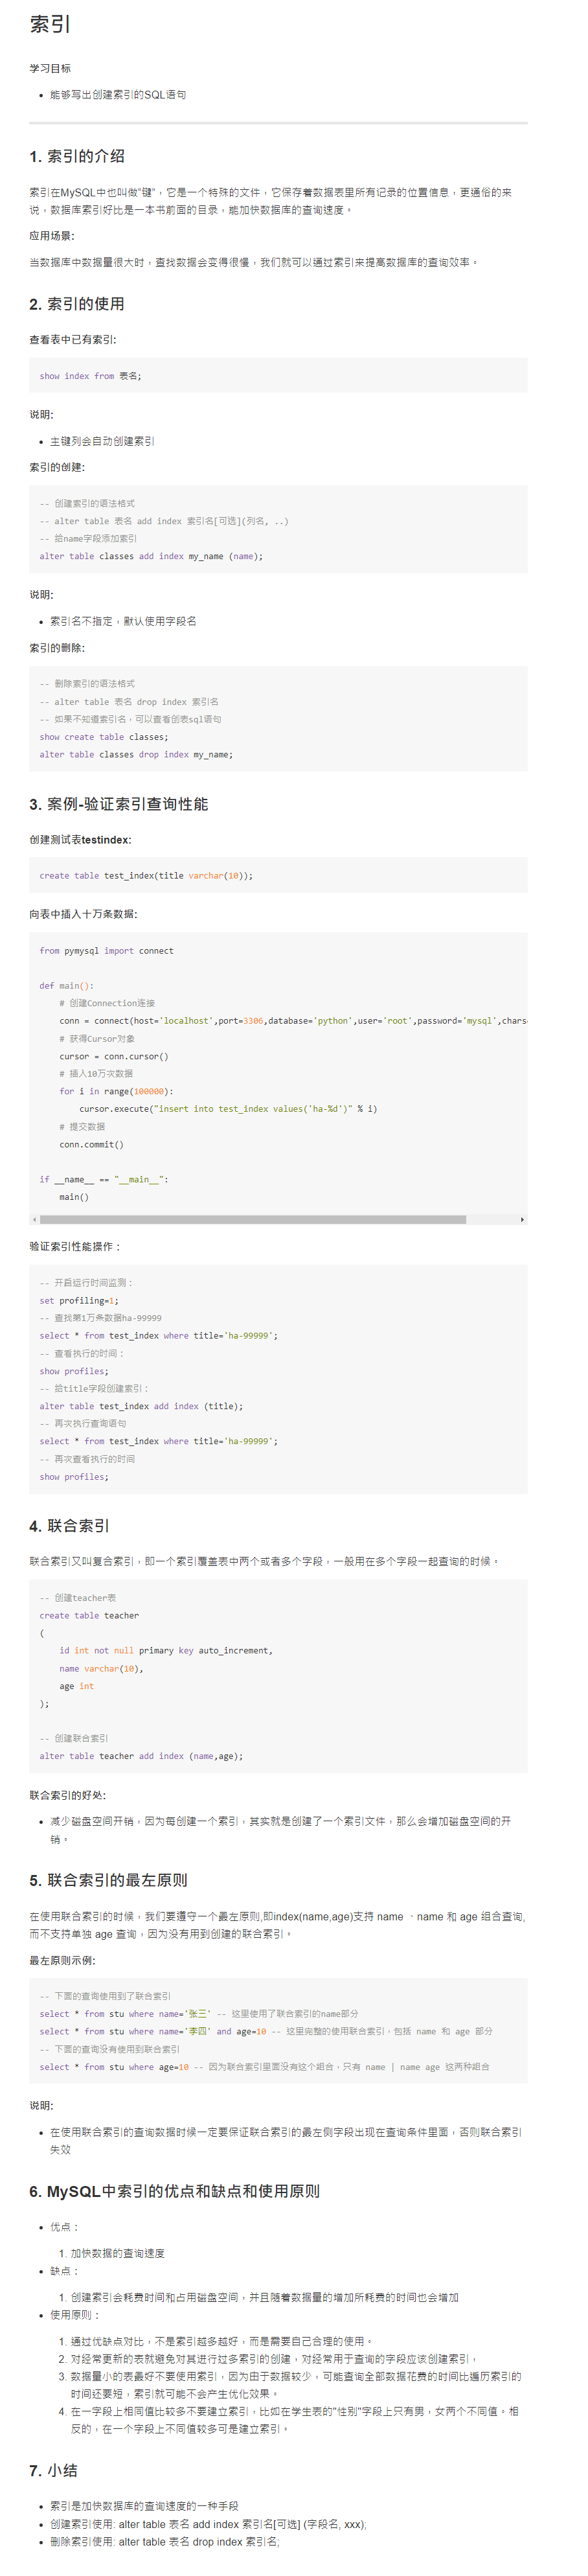 索引
学习目标
• 能够写出创建索引的SQL语句
1. 索引的介绍
索引在MySQL中也叫做"键"，它是一个特殊的文件，它保存着数据表里所有记录的位置信息，更通俗的来
说，数据库索引好比是一本书前面的目录，能加快数据库的查询速度。
应用场景:
当数据库中数据量很大时，查找数据会变得很慢，我们就可以通过索引来提高数据库的查询效率。
2. 索引的使用
查看表中已有索引:
show index from 表名;
说明:
• 主键列会自动创建索引
索引的创建:
-- 创建索引的语法格式
-- alter table 表名 add index 索引名[可选](列名, ..)
-- 给name字段添加索引
alter table classes add index my_name (name);
说明:
• 索引名不指定，默认使用字段名
索引的删除:
-- 删除索引的语法格式
-- alter table 表名 drop index 索引名
-- 如果不知道索引名，可以查看创表sql语句
show create table classes;
alter table classes drop index my_name;
3. 案例-验证索引查询性能
创建测试表testindex:
create table test_index(title varchar(10));
向表中插入十万条数据:
from pymysql import connect
def main():
# 创建Connection连接
conn = connect(host='localhost',port=3306,database='python',user='root',password='mysql',chars
# 获得Cursor对象
cursor = conn.cursor()
# 插入10万次数据
for i in range(100000):
cursor.execute("insert into test_index values('ha-%d')" % i)
# 提交数据
conn.commit()
if __name__ == "__main__":
main()
验证索引性能操作：
-- 开启运行时间监测：
set profiling=1;
-- 查找第1万条数据ha-99999
select * from test_index where title='ha-99999';
-- 查看执行的时间：
show profiles;
-- 给title字段创建索引：
alter table test_index add index (title);
-- 再次执行查询语句
select * from test_index where title='ha-99999';
-- 再次查看执行的时间
show profiles;
4. 联合索引
联合索引又叫复合索引，即一个索引覆盖表中两个或者多个字段，一般用在多个字段一起查询的时候。
-- 创建teacher表
create table teacher
(
id int not null primary key auto_increment,
name varchar(10),
age int
);
-- 创建联合索引
alter table teacher add index (name,age);
联合索引的好处:
• 减少磁盘空间开销，因为每创建一个索引，其实就是创建了一个索引文件，那么会增加磁盘空间的开
销。
5. 联合索引的最左原则
在使用联合索引的时候，我们要遵守一个最左原则,即index(name,age)支持 name 、name 和 age 组合查询,
而不支持单独 age 查询，因为没有用到创建的联合索引。
最左原则示例:
-- 下面的查询使用到了联合索引
select * from stu where name='张三' -- 这里使用了联合索引的name部分
select * from stu where name='李四' and age=10 -- 这里完整的使用联合索引，包括 name 和 age 部分
-- 下面的查询没有使用到联合索引
select * from stu where age=10 -- 因为联合索引里面没有这个组合，只有 name | name age 这两种组合
说明:
• 在使用联合索引的查询数据时候一定要保证联合索引的最左侧字段出现在查询条件里面，否则联合索引
失效
6. MySQL中索引的优点和缺点和使用原则
• 优点：
1. 加快数据的查询速度
• 缺点：
1. 创建索引会耗费时间和占用磁盘空间，并且随着数据量的增加所耗费的时间也会增加
• 使用原则：
1. 通过优缺点对比，不是索引越多越好，而是需要自己合理的使用。
2. 对经常更新的表就避免对其进行过多索引的创建，对经常用于查询的字段应该创建索引，
3. 数据量小的表最好不要使用索引，因为由于数据较少，可能查询全部数据花费的时间比遍历索引的
时间还要短，索引就可能不会产生优化效果。
4. 在一字段上相同值比较多不要建立索引，比如在学生表的"性别"字段上只有男，女两个不同值。相
反的，在一个字段上不同值较多可是建立索引。
7. 小结
• 索引是加快数据库的查询速度的一种手段
• 创建索引使用: alter table 表名 add index 索引名[可选] (字段名, xxx);
• 删除索引使用: alter table 表名 drop index 索引名;